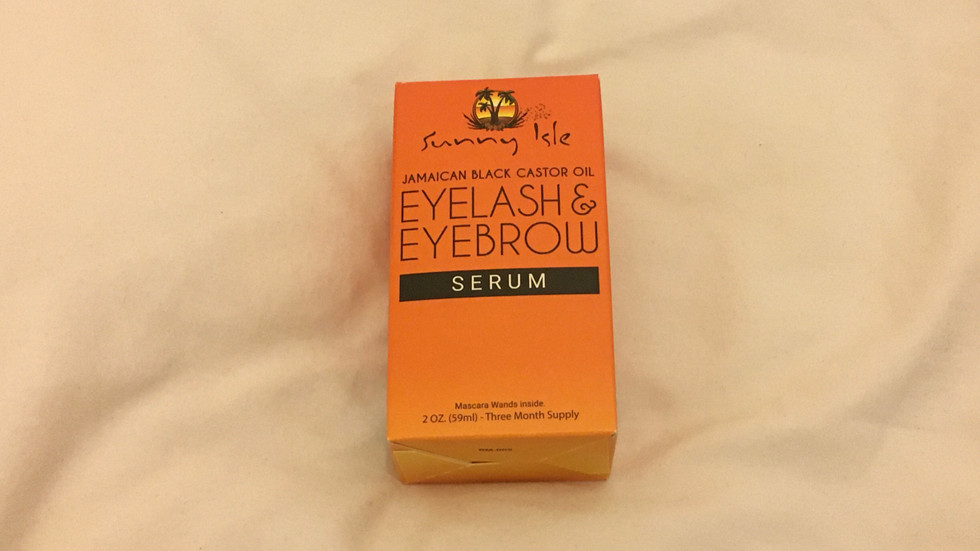 Sunny Isle
JAMAICAN BLACK CASTOR OIL
EYELASH &
EYEBROW
SERUM
Mascara Wands inside.
2 OZ. (59ml) - Three Month Supply